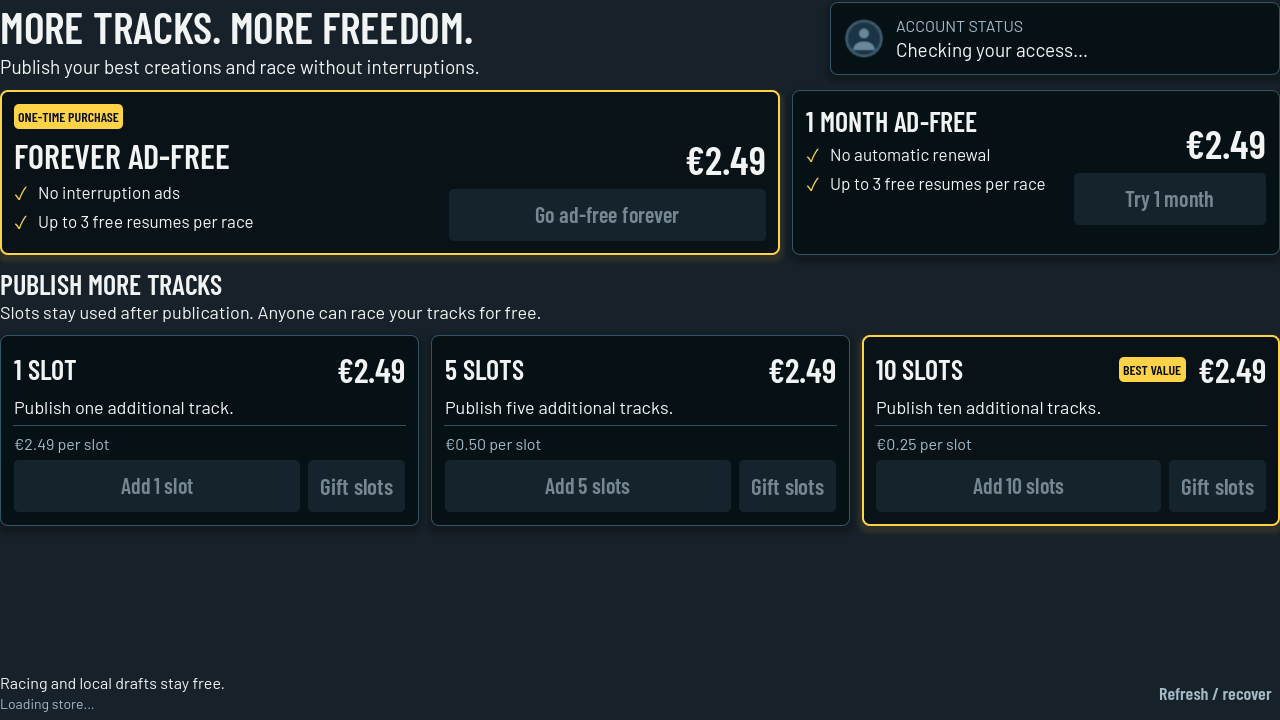 MORE TRACKS. MORE FREEDOM.
Publish your best creations and race without interruptions.
ACCOUNT STATUS
Checking your access...
ONE-TIME PURCHASE
FOREVER AD-FREE
€2.49
✓ No interruption ads
✓ Up to 3 free resumes per race
Go ad-free forever
1 MONTH AD-FREE
€2.49
✓ No automatic renewal
✓ Up to 3 free resumes per race
Try 1 month
PUBLISH MORE TRACKS
Slots stay used after publication. Anyone can race your tracks for free.
1 SLOT
€2.49
Publish one additional track.
€2.49 per slot
Add 1 slot
Gift slots
5 SLOTS
€2.49
Publish five additional tracks.
€0.50 per slot
Add 5 slots
Gift slots
10 SLOTS
BEST VALUE
€2.49
Publish ten additional tracks.
€0.25 per slot
Add 10 slots
Gift slots
Racing and local drafts stay free.
Loading store...
Refresh / recover